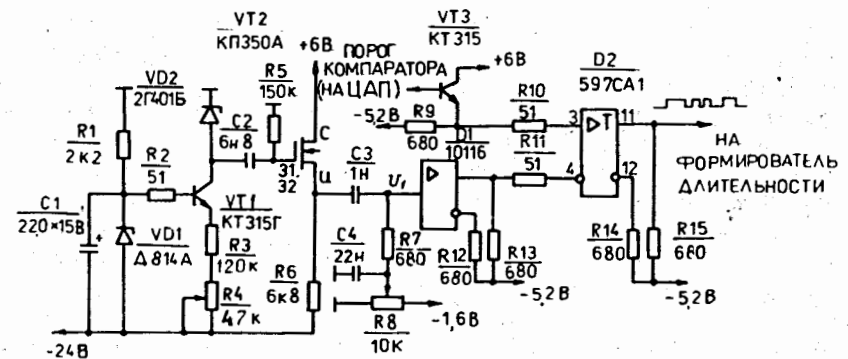 VT2
КП350А
VT3
КТ315
+6В
ПОРОГ
КОМПАРАТОРА
(НА ЦАП)
+6В
D2
597СА1
VD2
2Г401Б
R5
150к
R10
51
C2
6н8
R9
680
-5,2В
R1
2к2
R2
51
С
D1
10116
3
Т
11
R11
51
НА
ФОРМИРОВАТЕЛЬ
ДЛИТЕЛЬНОСТИ
31,
32
и
C3
1н
U1
4
12
C1
22,0×15В
+
VT1
КТ315Г
VD1
Д814А
R3
120к
C4
22н
R7
680
R12
680
R13
680
R14
680
R15
680
R4
47к
R6
6к8
-5,2В
-5,2В
R8
10К
-1,6В
-24В